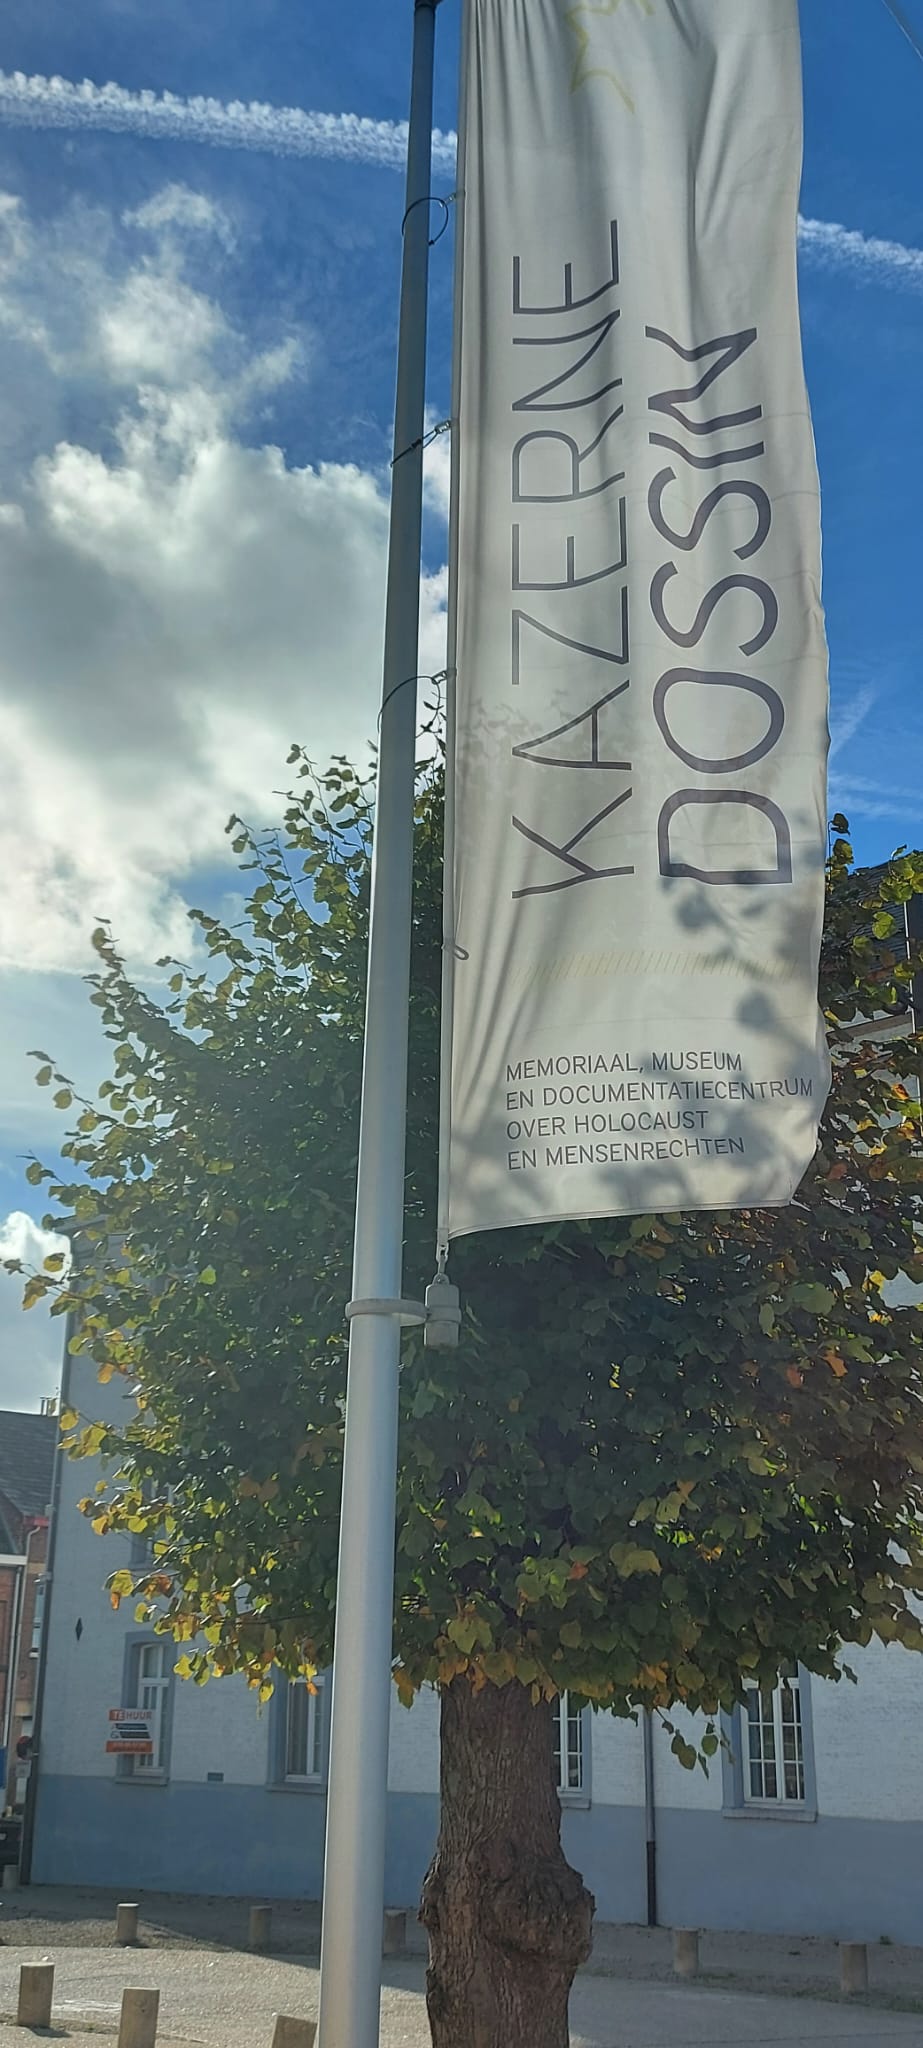 KAZERNE
DOSSIN
MEMORIAAL, MUSEUM
EN DOCUMENTATIECENTRUM
OVER HOLOCAUST
EN MENSENRECHTEN
TE HUUR